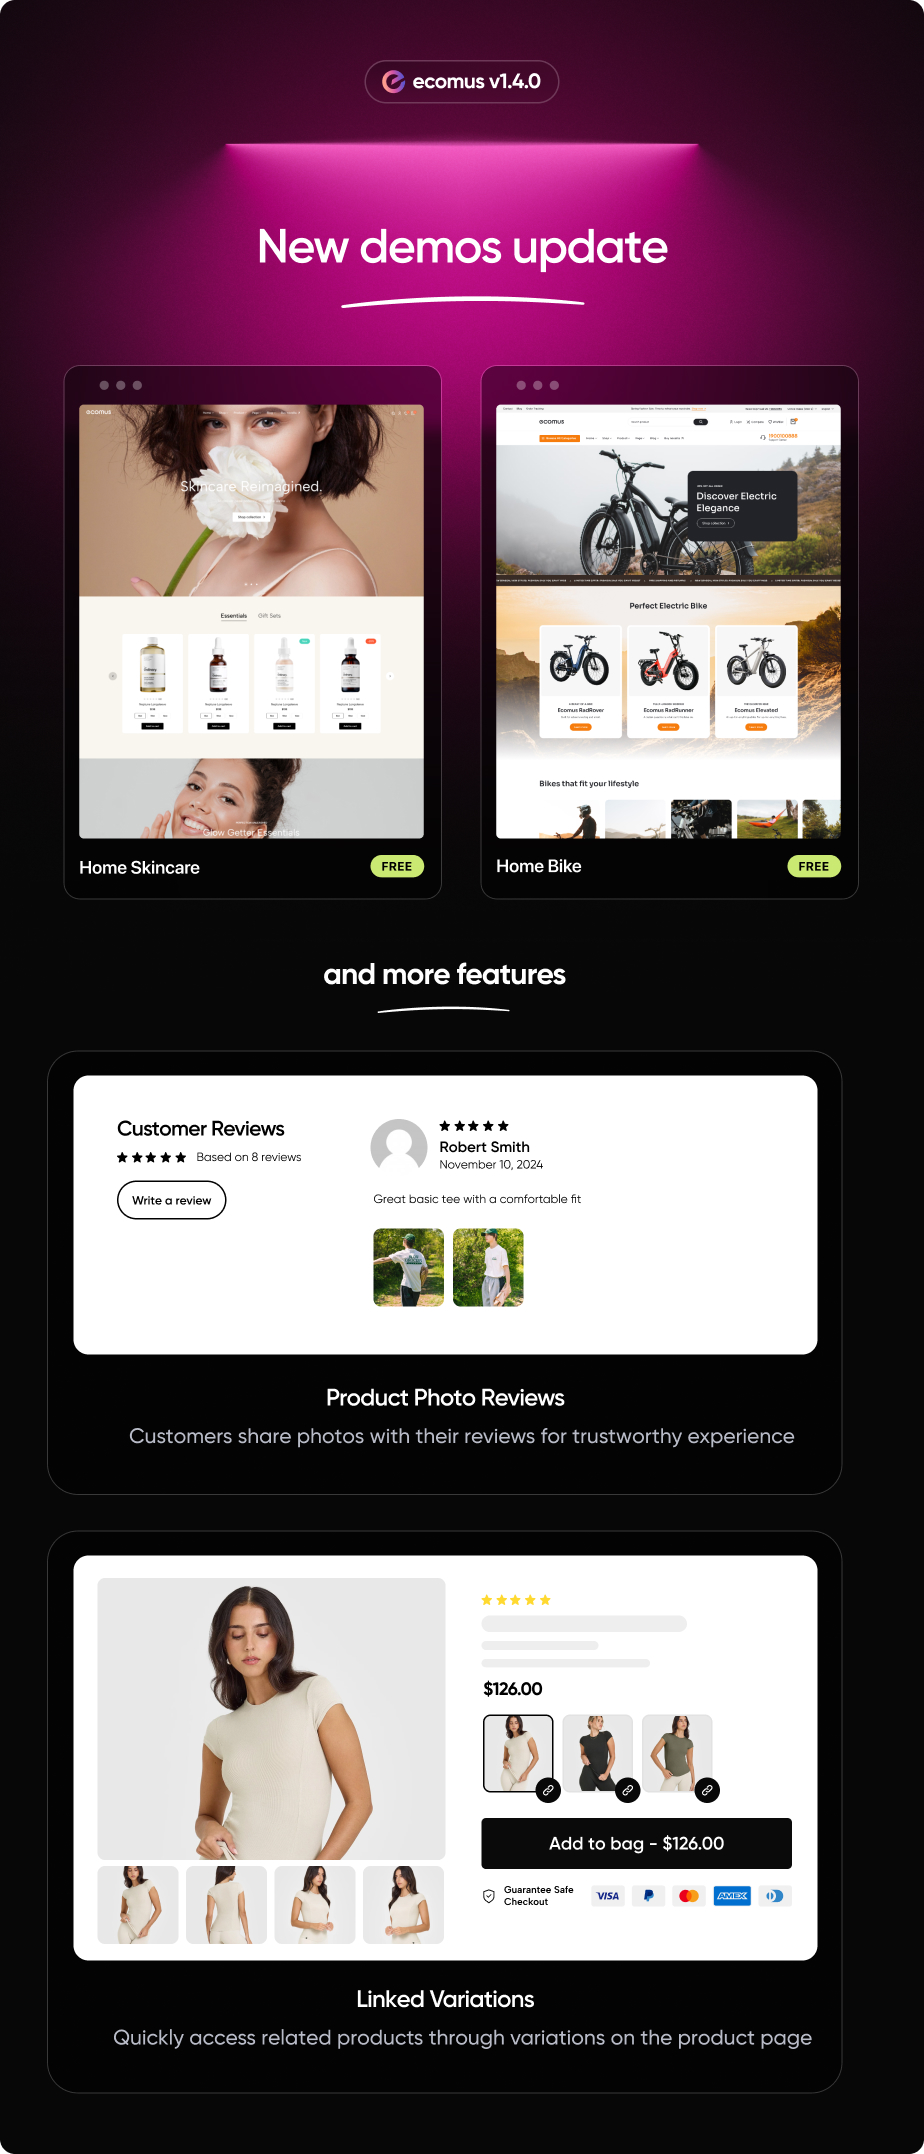 ecomus v1.4.0
New demos update
ecomus
Skincare Reimagined.
Shop collection
Essentials Gift Sets
Glow Getter Essentials
Home Skincare
FREE
ecomus
Discover Electric
Elegance
Shop collection
Perfect Electric Bike
Ecomus RadRover
Ecomus RadRunner
Ecomus Elevated
Bikes that fit your lifestyle
Home Bike
FREE
and more features
Customer Reviews
Based on 8 reviews
Write a review
Robert Smith
November 10, 2024
Great basic tee with a comfortable fit
Product Photo Reviews
Customers share photos with their reviews for trustworthy experience
$126.00
Add to bag - $126.00
Guarantee Safe
Checkout
VISA
AMEX
Linked Variations
Quickly access related products through variations on the product page